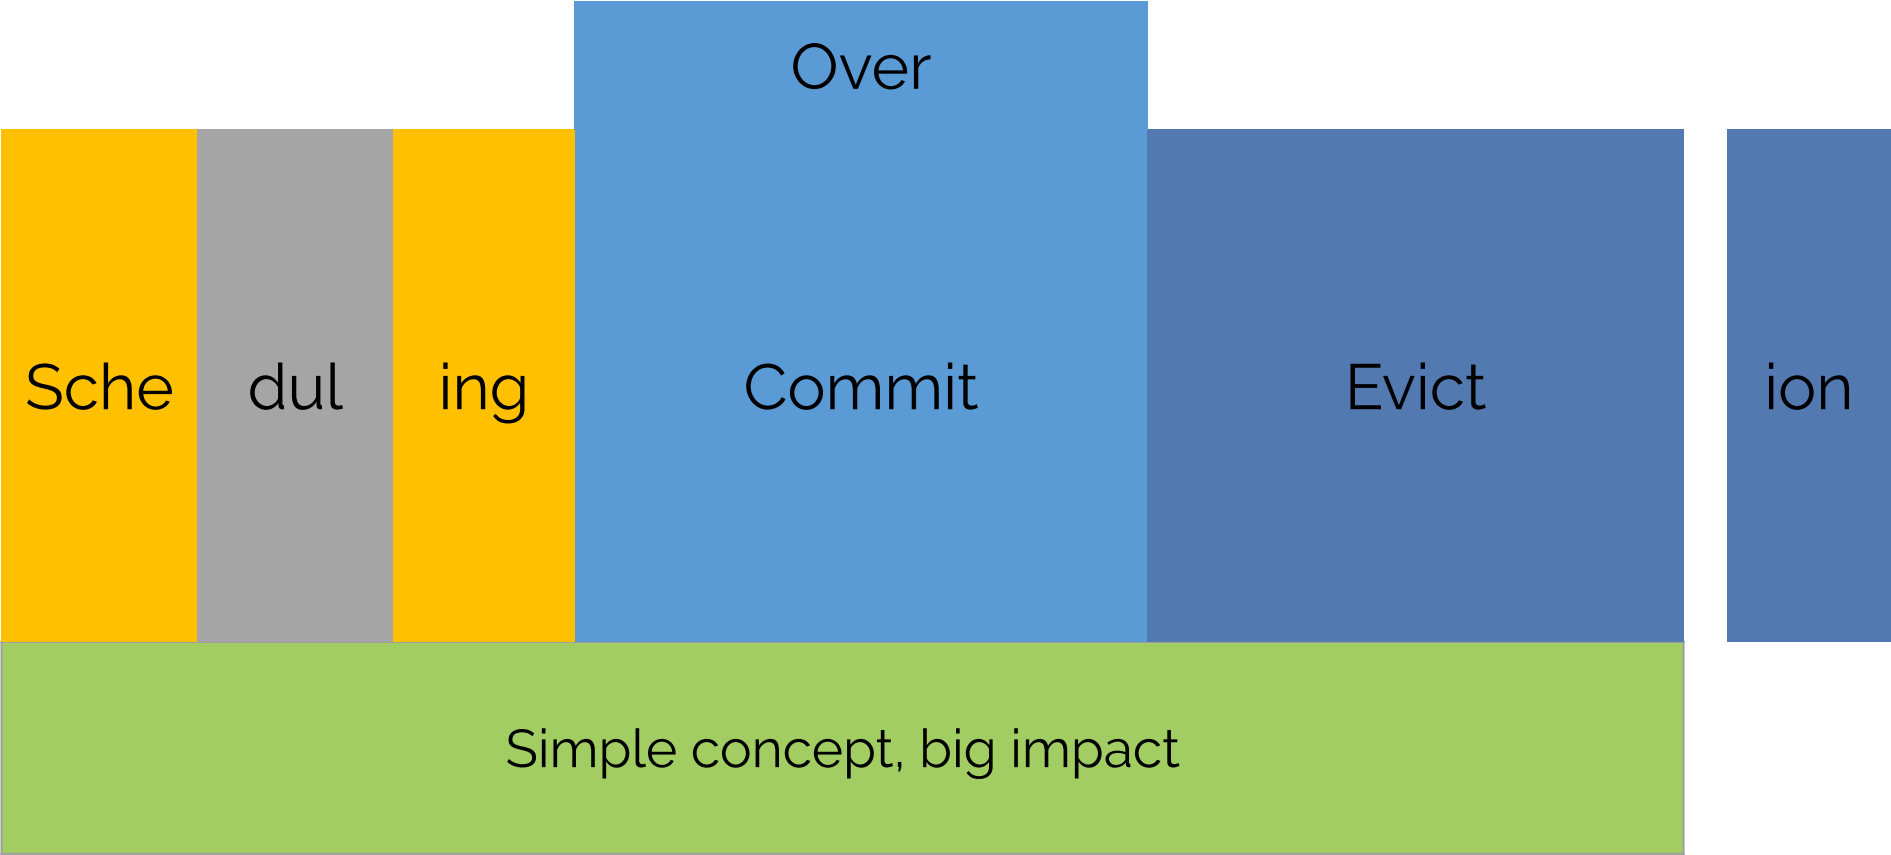 Over
Sche dul ing Commit Evict ion
Simple concept, big impact